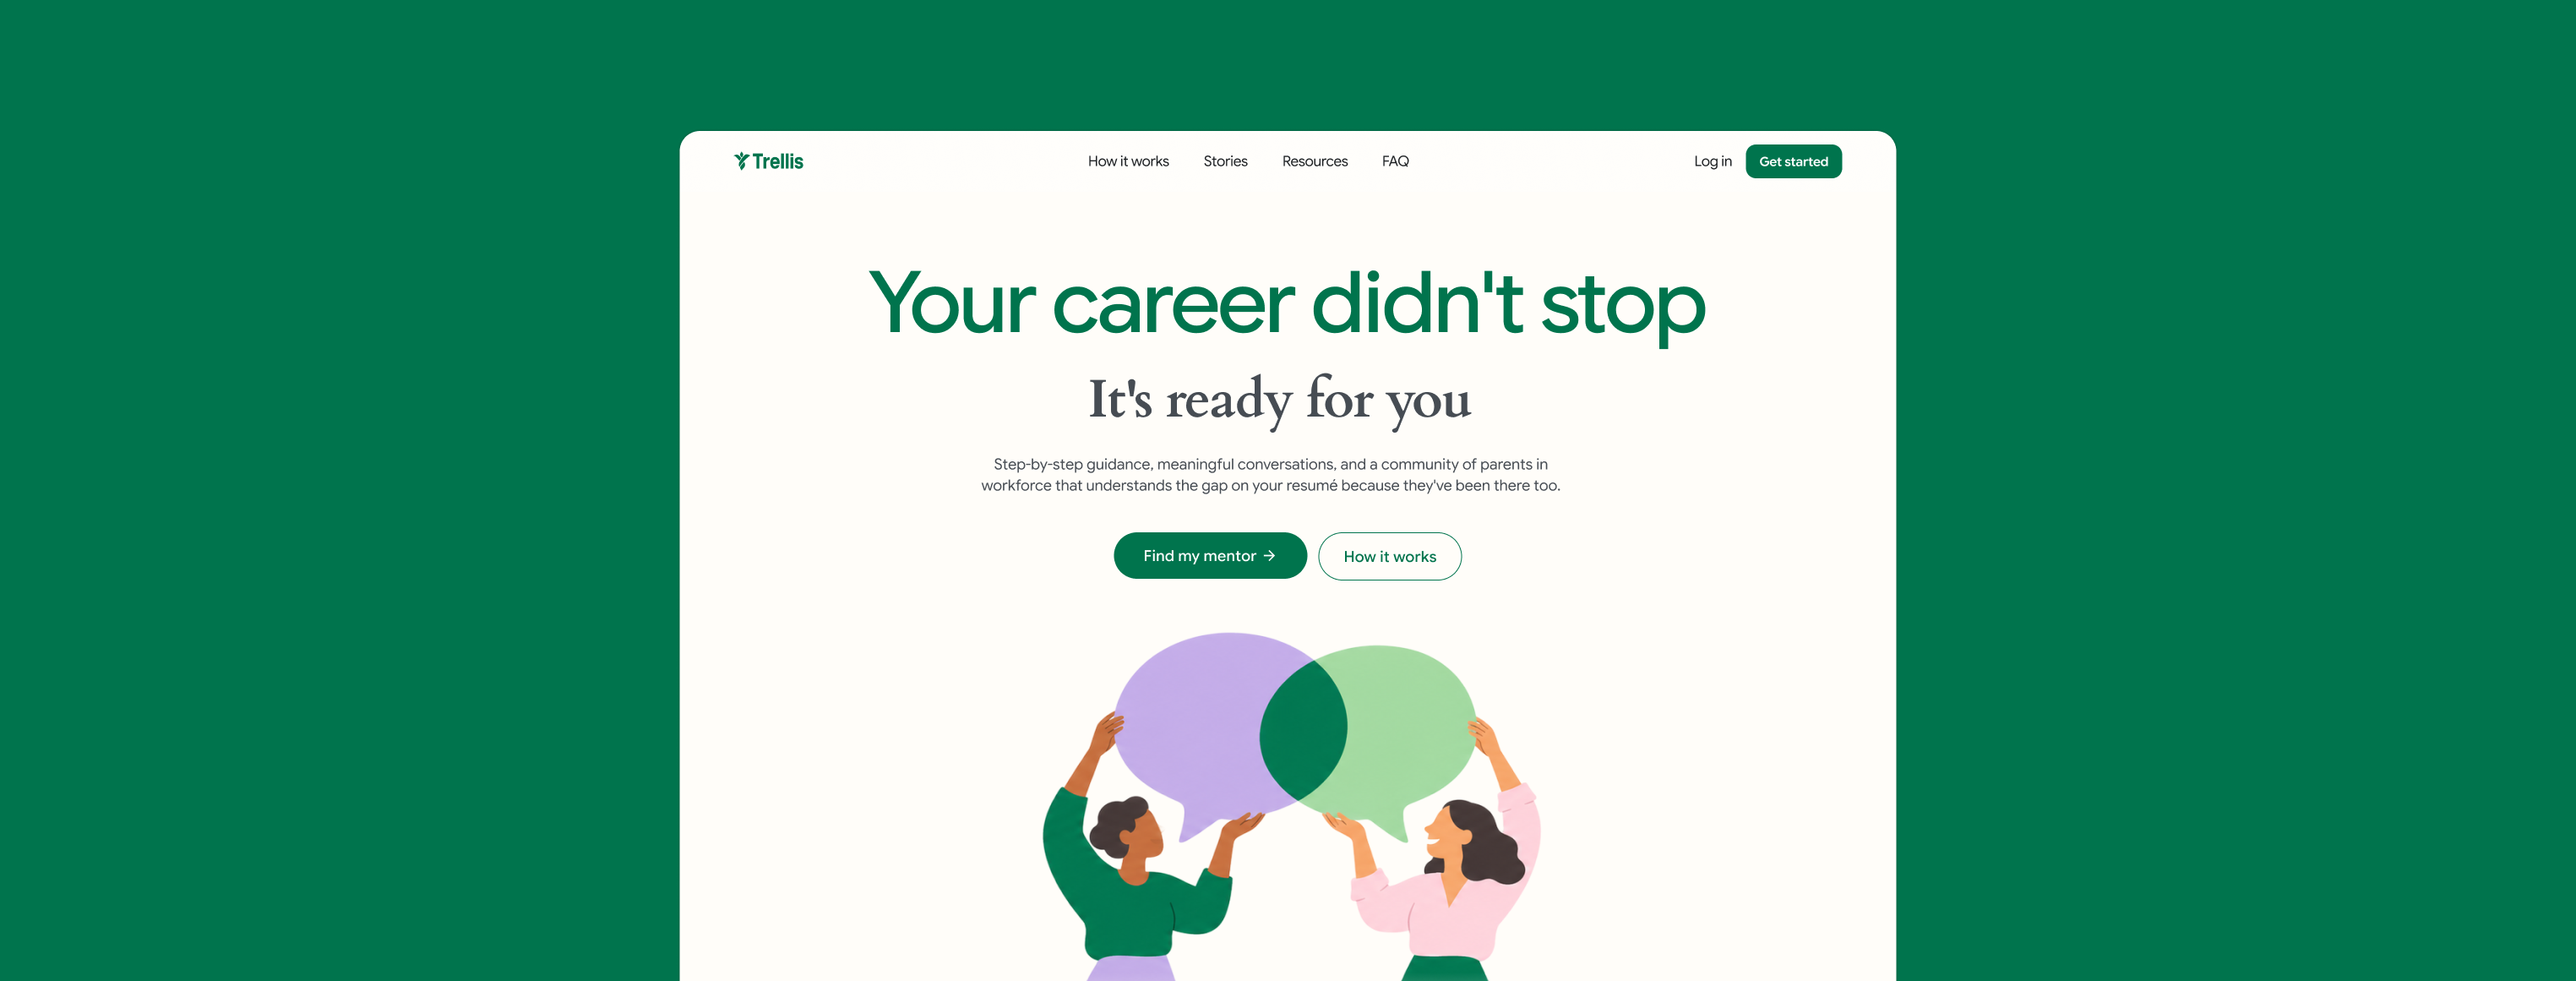 Trellis
How it works
Stories
Resources
FAQ
Log in
Get started
Your career didn't stop
It's ready for you
Step-by-step guidance, meaningful conversations, and a community of parents in
workforce that understands the gap on your resumé because they've been there too.
Find my mentor →
How it works